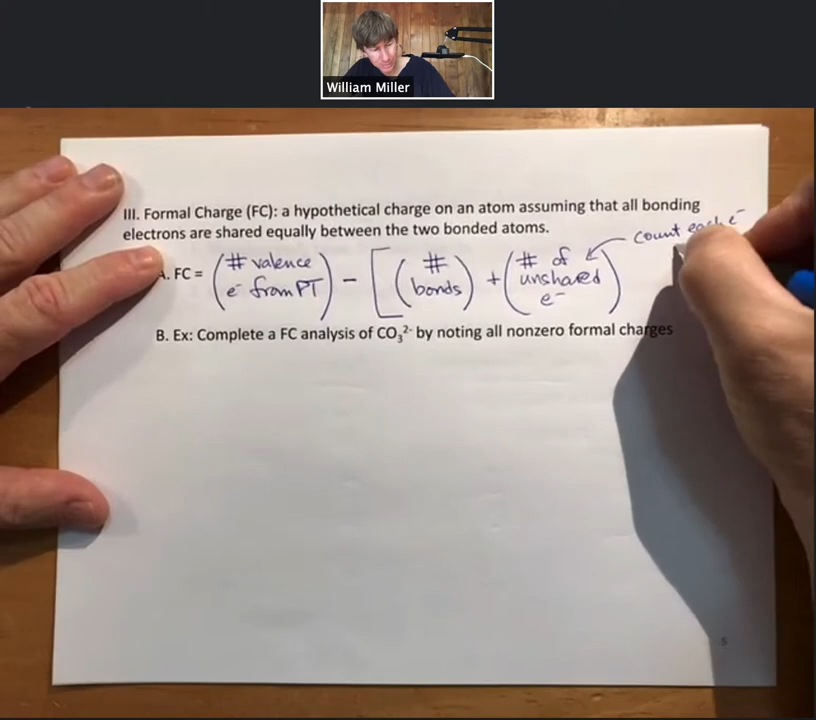 William Miller
III. Formal Charge (FC): a hypothetical charge on an atom assuming that all bonding
electrons are shared equally between the two bonded atoms.
count each e⁻
A. FC = (# valence e⁻ from PT) - [(# bonds) + (# of unshared e⁻)
B. Ex: Complete a FC analysis of CO₃²⁻ by noting all nonzero formal charges
5